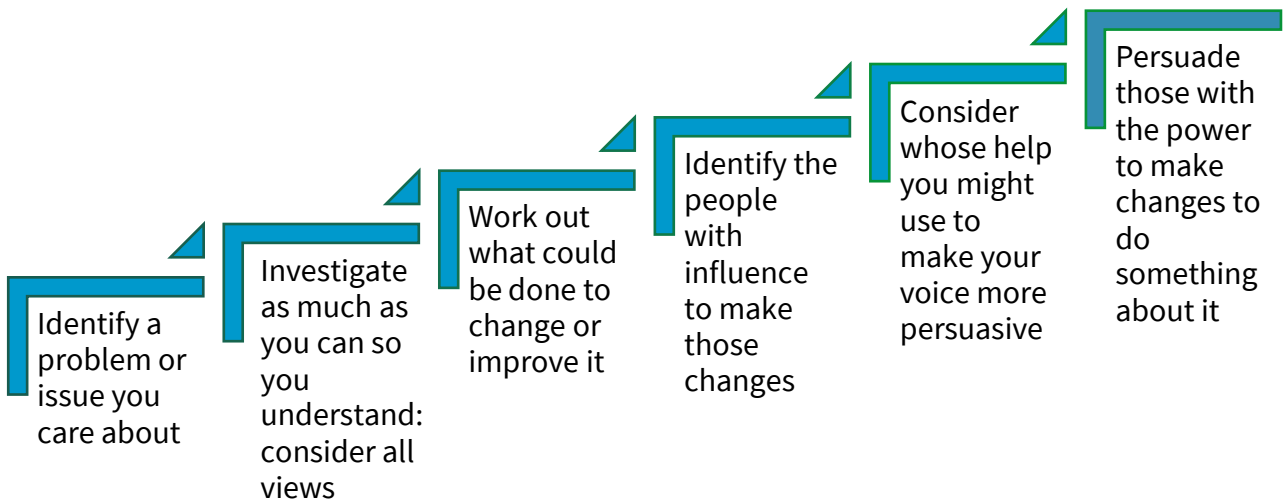 Identify a
problem or
issue you
care about
Investigate
as much as
you can so
you
understand:
consider all
views
Work out
what could
be done to
change or
improve it
Identify the
people
with
influence
to make
those
changes
Consider
whose help
you might
use to
make your
voice more
persuasive
Persuade
those with
the power
to make
changes to
do
something
about it